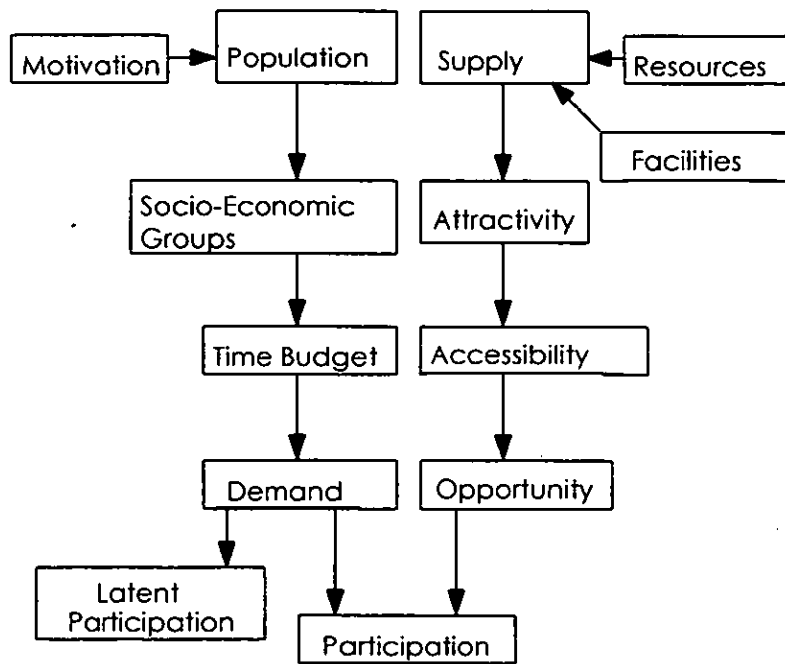 Motivation
Population
Supply
Resources
Facilities
Socio-Economic
Groups
Attractivity
Time Budget
Accessibility
Demand
Opportunity
Latent
Participation
Participation